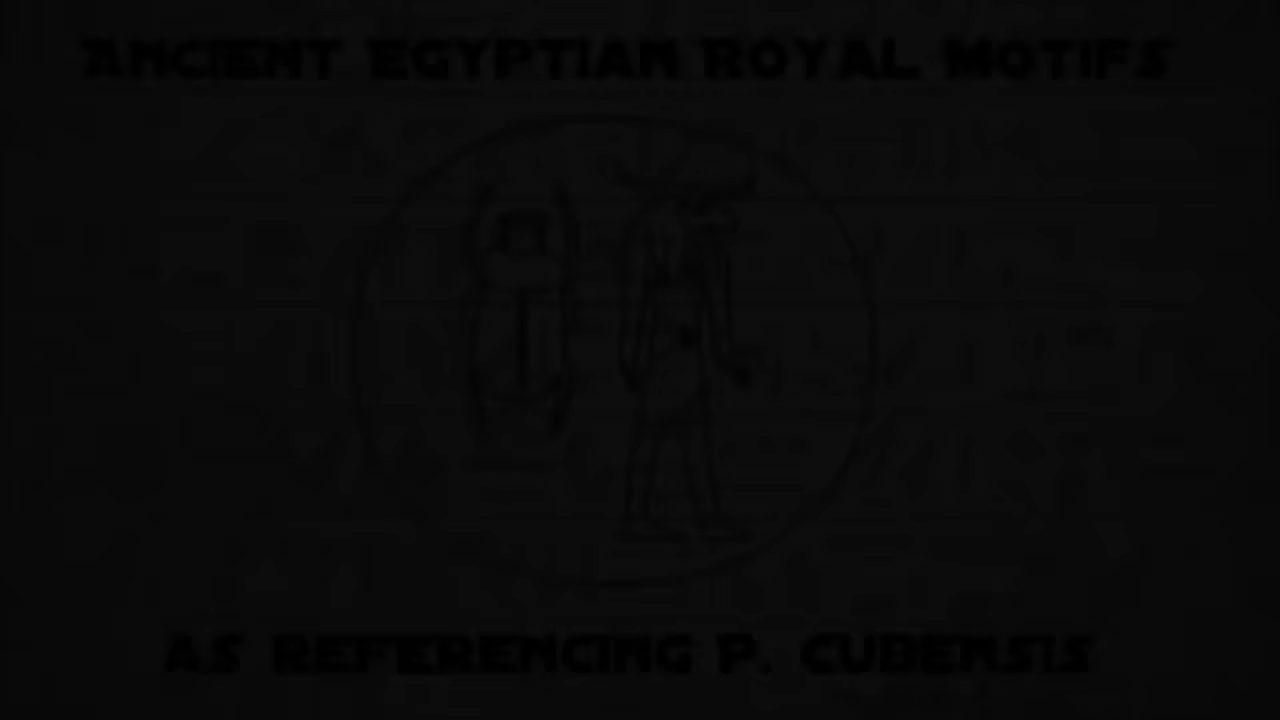 ANCIENT EGYPTIAN ROYAL MOTIFS
AS REFERENCING P. CUBENSIS